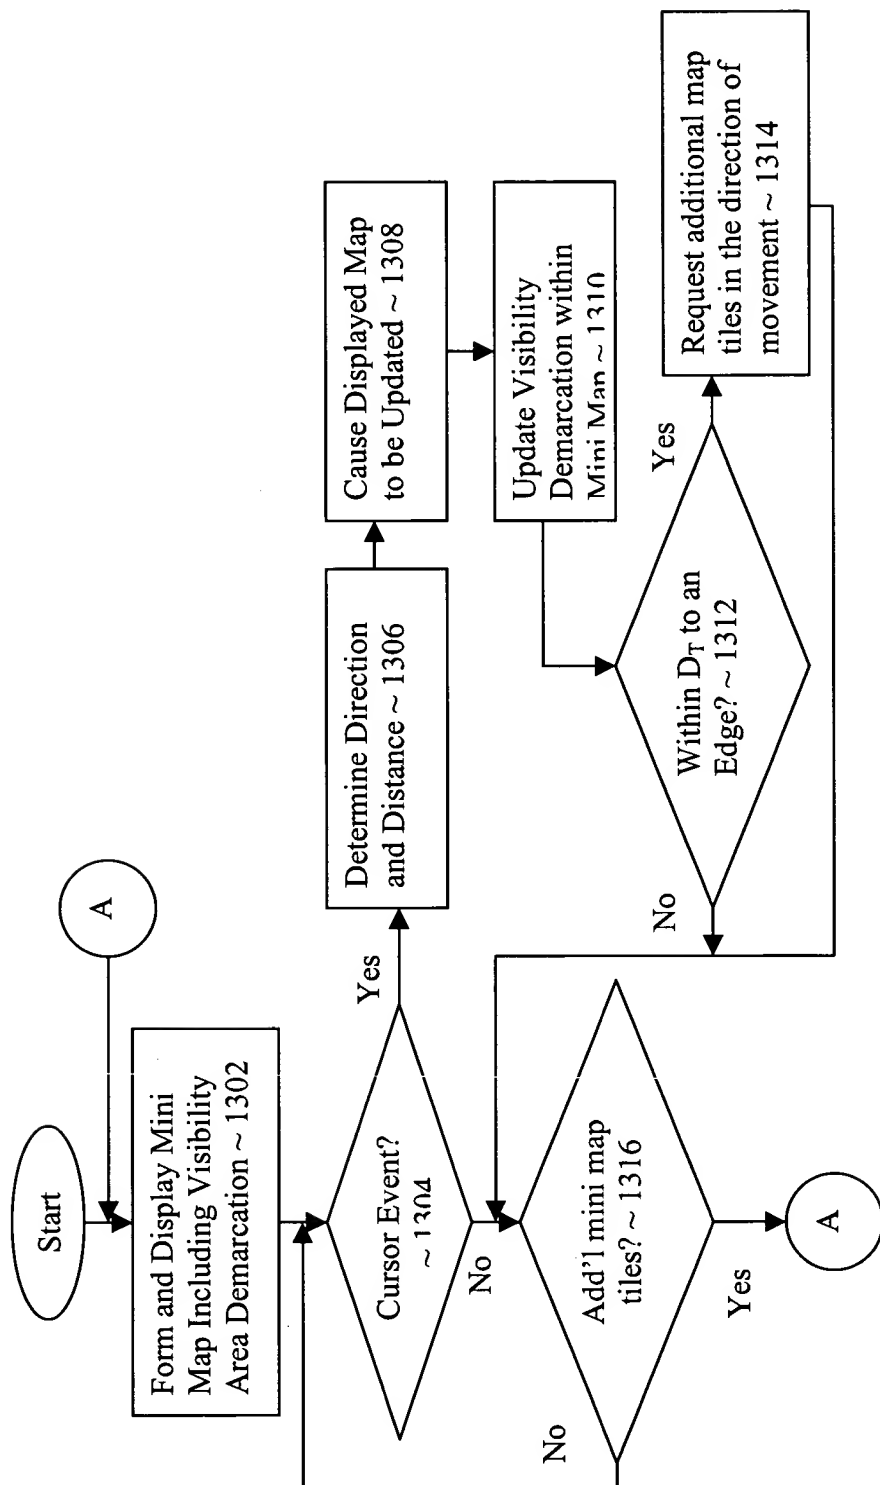 Start
A
Form and Display Mini
Map Including Visibility
Area Demarcation ~ 1302
Cursor Event?
~ 1304
Yes
No
Determine Direction
and Distance ~ 1306
Cause Displayed Map
to be Updated ~ 1308
Update Visibility
Demarcation within
Mini Map ~ 1310
Within DT to an
Edge? ~ 1312
Yes
No
Request additional map
tiles in the direction of
movement ~ 1314
Add'l mini map
tiles? ~ 1316
No
Yes
A